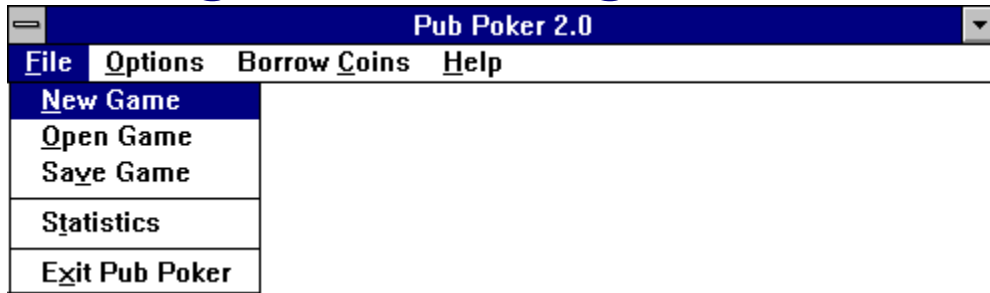 Pub Poker 2.0
File Options Borrow Coins Help
New Game
Open Game
Save Game
Statistics
Exit Pub Poker